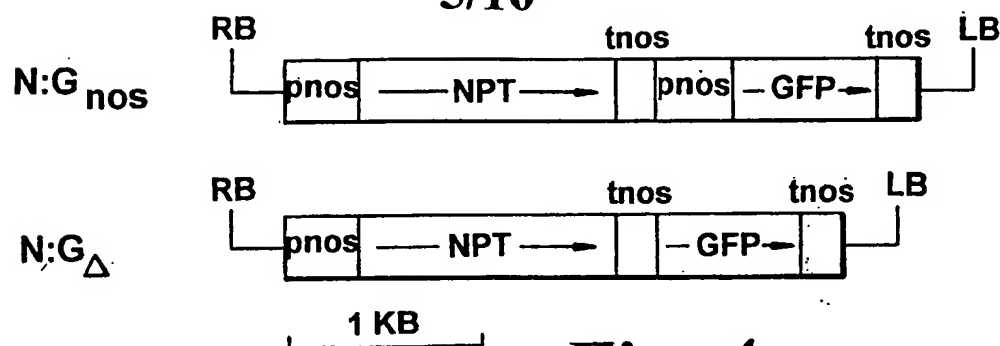 RB tnos tnos LB
N:G nos pnos NPT pnos GFP
RB tnos tnos LB
N:G Δ pnos NPT GFP
1 KB